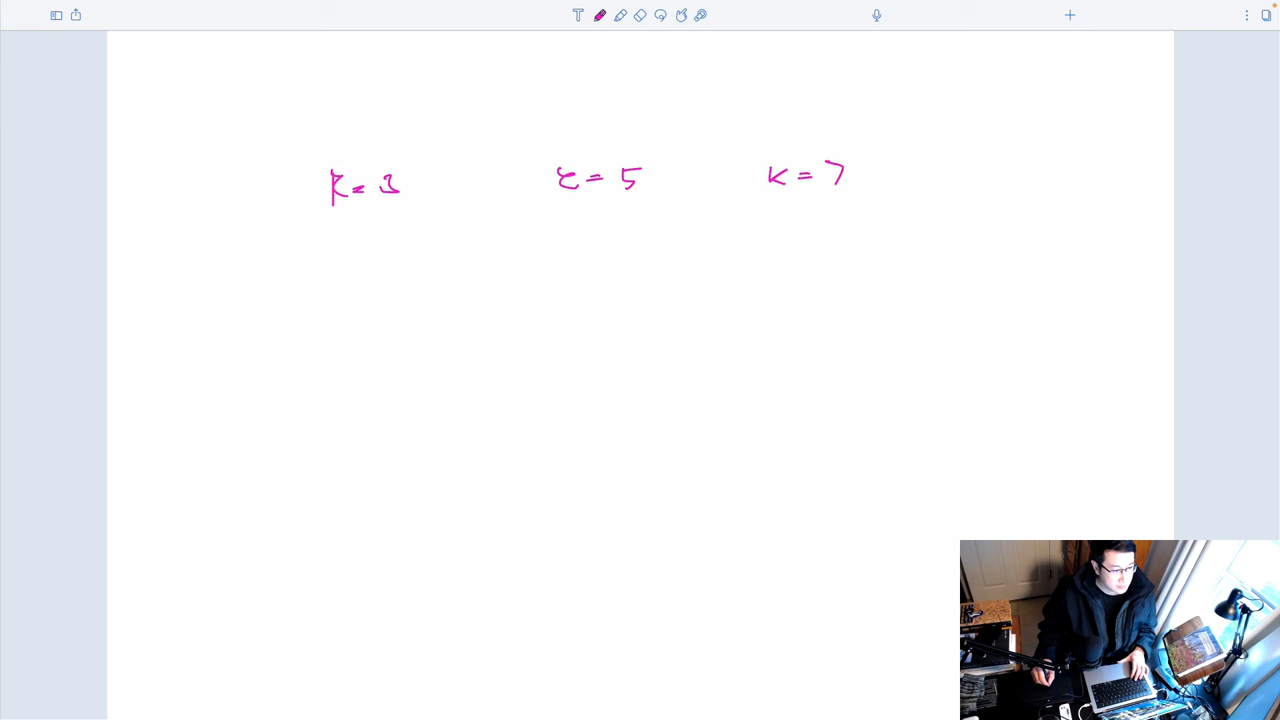 K = 3 ε = 5 K = 7